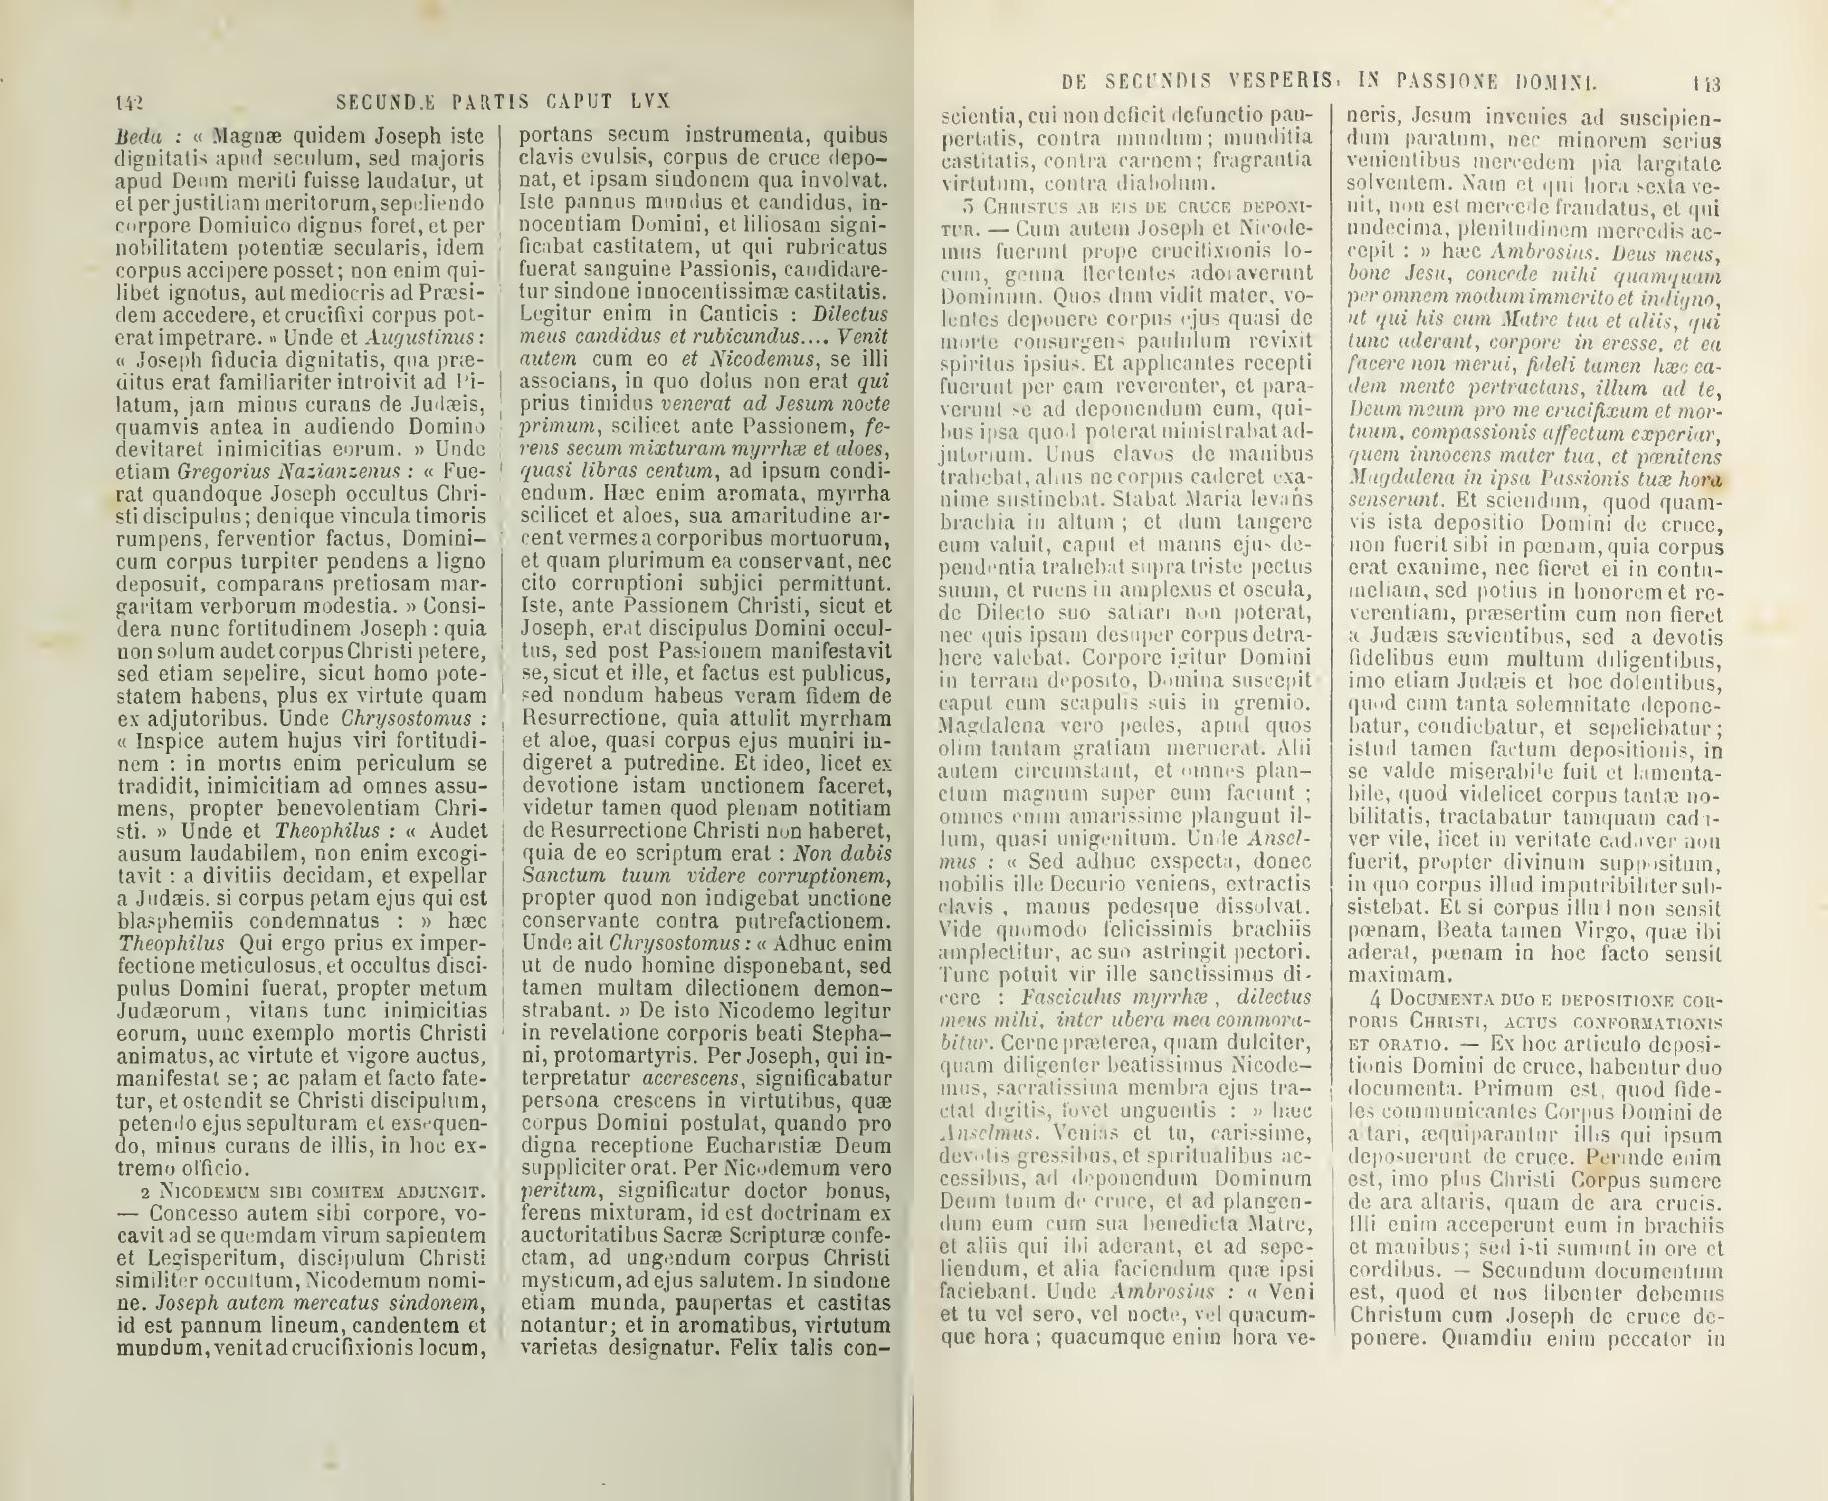 142
SECUNDÆ PARTIS CAPUT LVX
Beda : « Magnæ quidem Joseph iste
dignitatis apud seculum, sed majoris
apud Deum meriti fuisse laudatur, ut
et per justitiam meritorum, sepeliendo
corpore Dominico dignus foret, et per
nobilitatem potentiæ secularis, idem
corpus accipere posset; non enim qui-
libet ignotus, aut mediocris ad Præsi-
dem accedere, et crucifixi corpus pot-
erat impetrare. » Unde et Augustinus :
« Joseph fiducia dignitatis, qua præ-
ditus erat familiariter introivit ad Pi-
latum, jam minus curans de Judæis,
quamvis antea in audiendo Domino
devitaret inimicitias eorum. » Unde
etiam Gregorius Nazianzenus : « Fue-
rat quandoque Joseph occultus Chri-
sti discipulus; denique vincula timoris
rumpens, ferventior factus, Domini-
cum corpus turpiter pendens a ligno
deposuit, comparans pretiosam mar-
garitam verborum modestia. » Consi-
dera nunc fortitudinem Joseph : quia
non solum audet corpus Christi petere,
sed etiam sepelire, sicut homo pote-
statem habens, plus ex virtute quam
ex adjutoribus. Unde Chrysostomus :
« Inspice autem hujus viri fortitudi-
nem : in mortis enim periculum se
tradidit, inimicitiam ad omnes assu-
mens, propter benevolentiam Chri-
sti. » Unde et Theophilus : « Audet
ausum laudabilem, non enim excogi-
tavit : a divitiis decidam, et expellar
a Judæis. si corpus petam ejus qui est
blasphemiis condemnatus : » hæc
Theophilus Qui ergo prius ex imper-
fectione meticulosus, et occultus disci-
pulus Domini fuerat, propter metum
Judæorum, vitans tunc inimicitias
eorum, nunc exemplo mortis Christi
animatus, ac virtute et vigore auctus,
manifestat se; ac palam et facto fate-
tur, et ostendit se Christi discipulum,
petendo ejus sepulturam et exsequen-
do, minus curans de illis, in hoc ex-
tremo officio.
2 NICODEMUM SIBI COMITEM ADJUNGIT.
— Concesso autem sibi corpore, vo-
cavit ad se quemdam virum sapientem
et Legisperitum, discipulum Christi
similiter occultum, Nicodemum nomi-
ne. Joseph autem mercatus sindonem,
id est pannum lineum, candentem et
mundum, venit ad crucifixionis locum,
portans secum instrumenta, quibus
clavis evulsis, corpus de cruce depo-
nat, et ipsam sindonem qua involvat.
Iste pannus mundus et candidus, in-
nocentiam Domini, et liliosam signi-
ficabat castitatem, ut qui rubricatus
fuerat sanguine Passionis, candidare-
tur sindone innocentissimæ castitatis.
Legitur enim in Canticis : Dilectus
meus candidus et rubicundus.... Venit
autem cum eo et Nicodemus, se illi
associans, in quo dolus non erat qui
prius timidus venerat ad Jesum nocte
primum, scilicet ante Passionem, fe-
rens secum mixturam myrrhæ et aloes,
quasi libras centum, ad ipsum condi-
endum. Hæc enim aromata, myrrha
scilicet et aloes, sua amaritudine ar-
cent vermes a corporibus mortuorum,
et quam plurimum ea conservant, nec
cito corruptioni subjici permittunt.
Iste, ante Passionem Christi, sicut et
Joseph, erat discipulus Domini occul-
tus, sed post Passionem manifestavit
se, sicut et ille, et factus est publicus,
sed nondum habens veram fidem de
Resurrectione, quia attulit myrrham
et aloe, quasi corpus ejus muniri in-
digeret a putredine. Et ideo, licet ex
devotione istam unctionem faceret,
videtur tamen quod plenam notitiam
de Resurrectione Christi non haberet,
quia de eo scriptum erat : Non dabis
Sanctum tuum videre corruptionem,
propter quod non indigebat unctione
conservante contra putrefactionem.
Unde ait Chrysostomus : « Adhuc enim
ut de nudo homine disponebant, sed
tamen multam dilectionem demon-
strabant. » De isto Nicodemo legitur
in revelatione corporis beati Stepha-
ni, protomartyris. Per Joseph, qui in-
terpretatur accrescens, significabatur
persona crescens in virtutibus, quæ
corpus Domini postulat, quando pro
digna receptione Eucharistiæ Deum
suppliciter orat. Per Nicodemum vero
peritum, significatur doctor bonus,
ferens mixturam, id est doctrinam ex
auctoritatibus Sacræ Scripturæ confe-
ctam, ad ungendum corpus Christi
mysticum, ad ejus salutem. In sindone
etiam munda, paupertas et castitas
notantur; et in aromatibus, virtutum
varietas designatur. Felix talis con-
DE SECUNDIS VESPERIS, IN PASSIONE DOMINI.
143
scientia, cui non deficit defunctio pau-
pertatis, contra mundum; munditia
castitatis, contra carnem; fragrantia
virtutum, contra diabolum.
3 CHRISTUS AB EIS DE CRUCE DEPONI-
TUR. — Cum autem Joseph et Nicode-
mus fuerunt prope crucifixionis lo-
cum, genua flectentes adoraverunt
Dominum. Quos dum vidit mater, vo-
lentes deponere corpus ejus quasi de
morte consurgens paululum revixit
spiritus ipsius. Et applicantes recepti
fuerunt per eam reverenter, et para-
verunt se ad deponendum eum, qui-
bus ipsa quod poterat ministrabat ad-
jutorium. Unus clavos de manibus
trahebat, alius ne corpus caderet exa-
nime sustinebat. Stabat Maria levans
brachia in altum; et dum tangere
eum valuit, caput et manus ejus de-
pendentia trahebat supra triste pectus
suum, et ruens in amplexus et oscula,
de Dilecto suo satiari non poterat,
nec quis ipsam desuper corpus detra-
here valebat. Corpore igitur Domini
in terram deposito, Domina suscepit
caput cum scapulis suis in gremio.
Magdalena vero pedes, apud quos
olim tantam gratiam meruerat. Alii
autem circumstant, et omnes plan-
ctum magnum super eum faciunt ;
omnes enim amarissime plangunt il-
lum, quasi unigenitum. Unde Ansel-
mus : « Sed adhuc exspecta, donec
nobilis ille Decurio veniens, extractis
clavis , manus pedesque dissolvat.
Vide quomodo felicissimis brachiis
amplectitur, ac suo astringit pectori.
Tunc potuit vir ille sanctissimus di-
cere : Fasciculus myrrhæ , dilectus
meus mihi, inter ubera mea commora-
bitur. Cerne præterea, quam dulciter,
quam diligenter beatissimus Nicode-
mus, sacratissima membra ejus tra-
ctat digitis, fovet unguentis : » hæc
Anselmus. Venias et tu, carissime,
devotis gressibus, et spiritualibus ac-
cessibus, ad deponendum Dominum
Deum tuum de cruce, et ad plangen-
dum eum cum sua benedicta Matre,
et aliis qui ibi aderant, et ad sepe-
liendum, et alia faciendum quæ ipsi
faciebant. Unde Ambrosius : « Veni
et tu vel sero, vel nocte, vel quacum-
que hora ; quacumque enim hora ve-
neris, Jesum invenies ad suscipien-
dum paratum, nec minorem serius
venientibus mercedem pia largitate
solventem. Nam et qui hora sexta ve-
nit, non est mercede fraudatus, et qui
undecima, plenitudinem mercedis ac-
cepit : » hæc Ambrosius. Deus meus,
bone Jesu, concede mihi quamquam
per omnem modum immerito et indigno,
ut qui his cum Matre tua et aliis, qui
tunc aderant, corpore in eresse, et ea
facere non merui, fideli tamen hæc ea-
dem mente pertractans, illum ad te,
Deum meum pro me crucifixum et mor-
tuum, compassionis affectum experiar,
quem innocens mater tua, et pœnitens
Magdalena in ipsa Passionis tuæ hora
senserunt. Et sciendum, quod quam-
vis ista depositio Domini de cruce,
non fuerit sibi in pœnam, quia corpus
erat exanime, nec fieret ei in contu-
meliam, sed potius in honorem et re-
verentiam, præsertim cum non fieret
a Judæis sævientibus, sed a devotis
fidelibus eum multum diligentibus,
imo etiam Judæis et hoc dolentibus,
quod cum tanta solemnitate depone-
batur, condiebatur, et sepeliebatur;
istud tamen factum depositionis, in
se valde miserabile fuit et lamenta-
bile, quod videlicet corpus tantæ no-
bilitatis, tractabatur tamquam cada-
ver vile, licet in veritate cadaver non
fuerit, propter divinum suppositum,
in quo corpus illud imputribiliter sub-
sistebat. Et si corpus illud non sensit
pœnam, Beata tamen Virgo, quæ ibi
aderat, pœnam in hoc facto sensit
maximam.
4 DOCUMENTA DUO E DEPOSITIONE COR-
PORIS CHRISTI, ACTUS CONFORMATIONIS
ET ORATIO. — Ex hoc articulo deposi-
tionis Domini de cruce, habentur duo
documenta. Primum est, quod fide-
les communicantes Corpus Domini de
altari, æquiparantur illis qui ipsum
deposuerunt de cruce. Perinde enim
est, imo plus Christi Corpus sumere
de ara altaris, quam de ara crucis.
Illi enim acceperunt eum in brachiis
et manibus; sed isti sumunt in ore et
cordibus. — Secundum documentum
est, quod et nos libenter debemus
Christum cum Joseph de cruce de-
ponere. Quamdiu enim peccator in